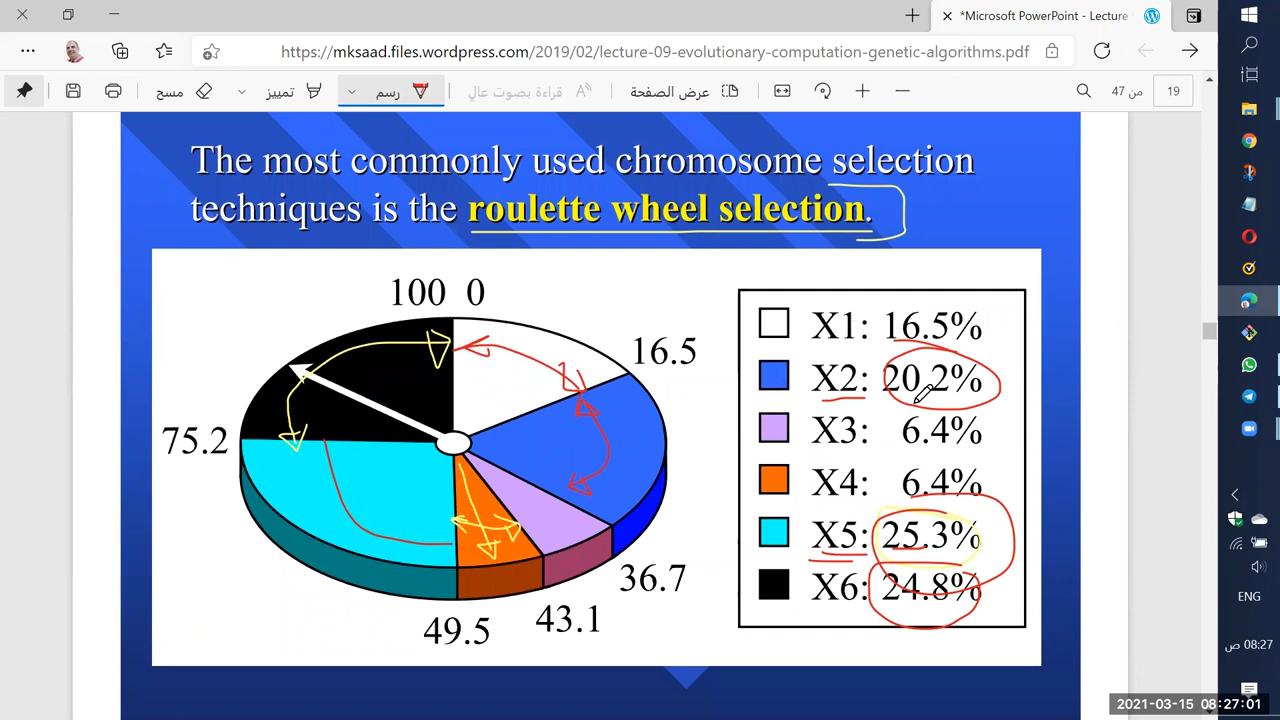 *Microsoft PowerPoint - Lecture
https://mksaad.files.wordpress.com/2019/02/lecture-09-evolutionary-computation-genetic-algorithms.pdf
مسح
تمييز
رسم
قراءة بصوت عالٍ
عرض الصفحة
من 47
19
The most commonly used chromosome selection
techniques is the roulette wheel selection.
100 0
16.5
36.7
43.1
49.5
75.2
X1: 16.5%
X2: 20.2%
X3: 6.4%
X4: 6.4%
X5: 25.3%
X6: 24.8%
ENG
08:27 ص
2021-03-15 08:27:01